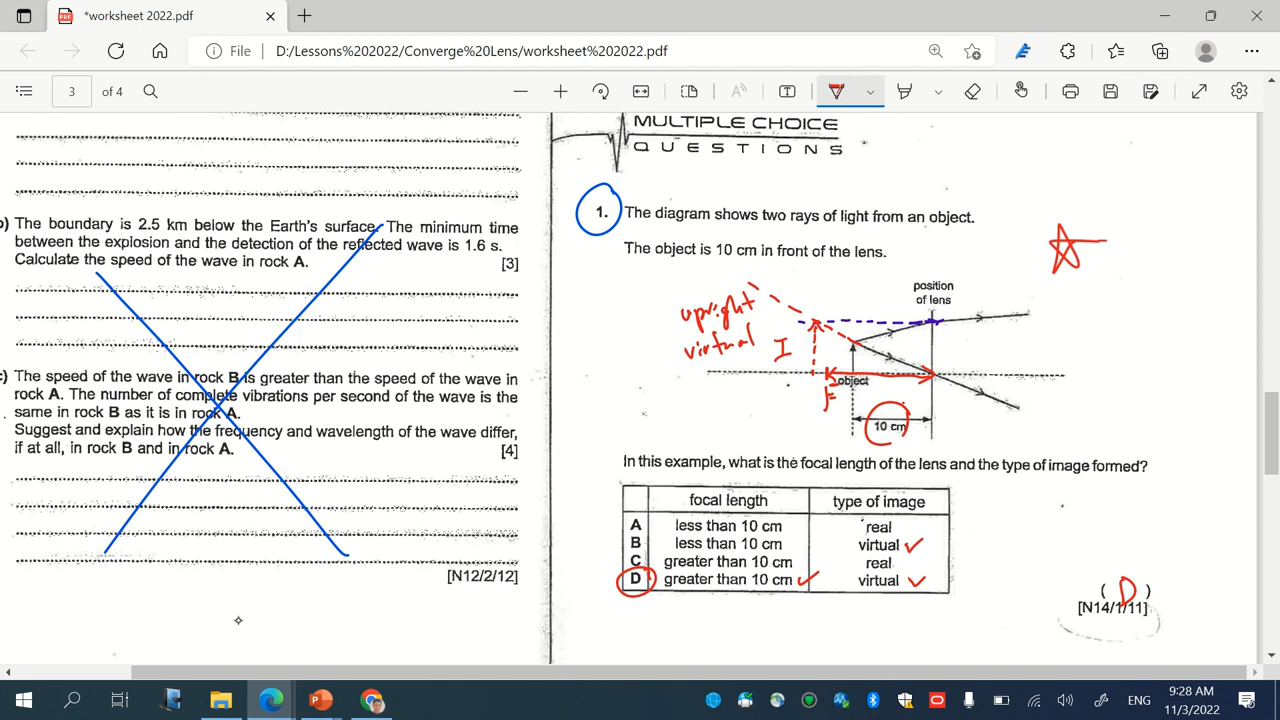 *worksheet 2022.pdf
File
D:/Lessons%202022/Converge%20Lens/worksheet%202022.pdf
3 of 4
) The boundary is 2.5 km below the Earth's surface. The minimum time
between the explosion and the detection of the reflected wave is 1.6 s.
Calculate the speed of the wave in rock A.
[3]
) The speed of the wave in rock B is greater than the speed of the wave in
rock A. The number of complete vibrations per second of the wave is the
same in rock B as it is in rock A.
Suggest and explain how the frequency and wavelength of the wave differ,
if at all, in rock B and in rock A.
[4]
[N12/2/12]
MULTIPLE CHOICE
QUESTIONS
1. The diagram shows two rays of light from an object.
The object is 10 cm in front of the lens.
position
of lens
upright
virtual
I
object
F
10 cm
In this example, what is the focal length of the lens and the type of image formed?
focal length type of image
A less than 10 cm real
B less than 10 cm virtual
C greater than 10 cm real
D greater than 10 cm virtual
( D )
[N14/1/11]
ENG
9:28 AM
11/3/2022